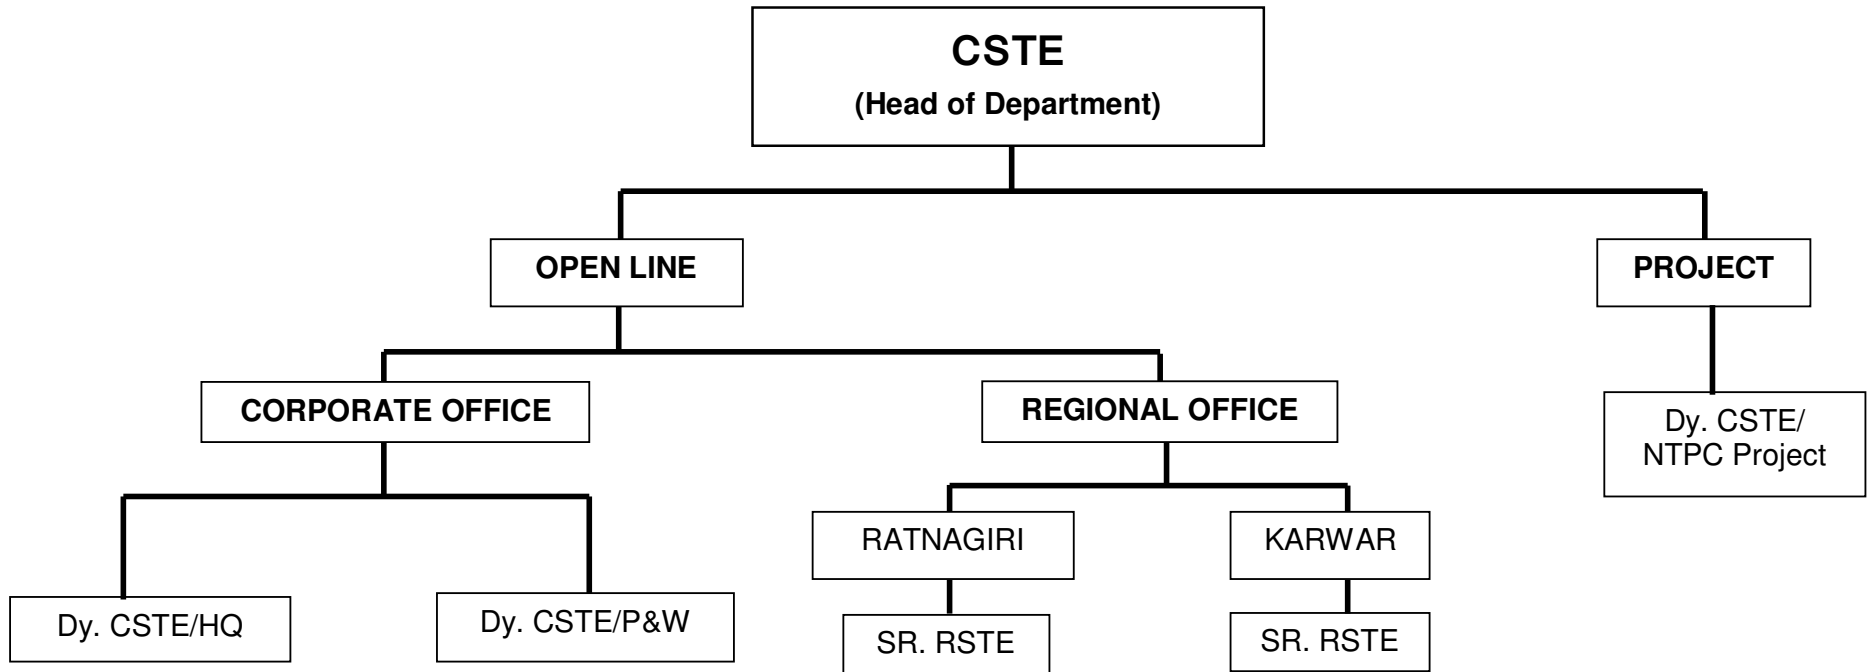 CSTE
(Head of Department)
OPEN LINE
PROJECT
CORPORATE OFFICE
REGIONAL OFFICE
Dy. CSTE/
NTPC Project
RATNAGIRI
KARWAR
Dy. CSTE/HQ
Dy. CSTE/P&W
SR. RSTE
SR. RSTE